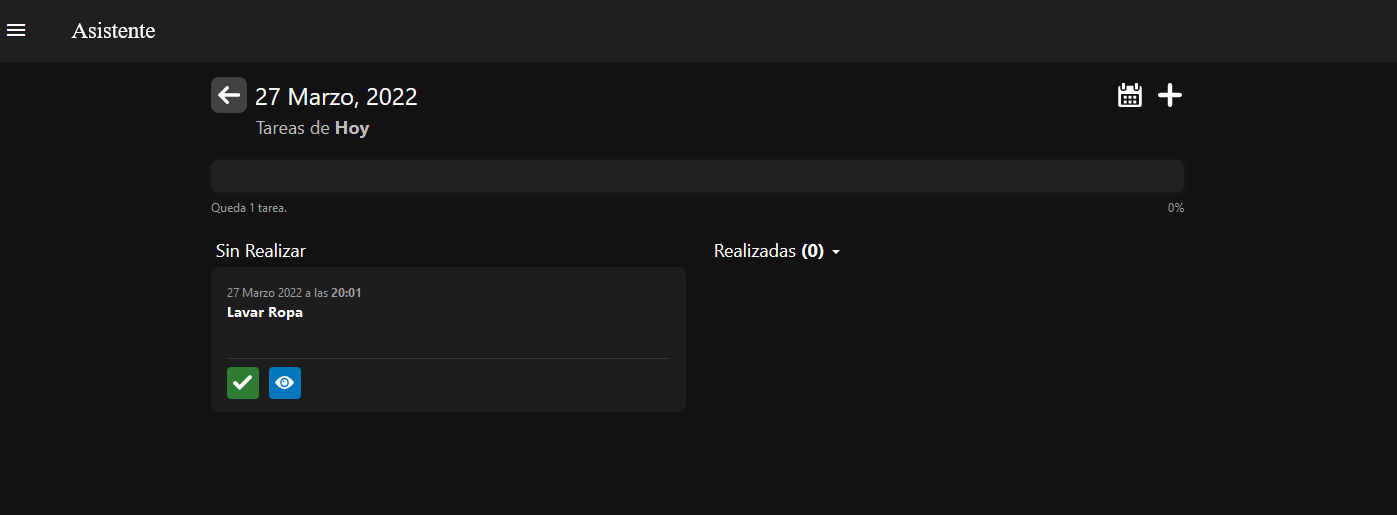 Asistente
27 Marzo, 2022
Tareas de Hoy
Queda 1 tarea.
0%
Sin Realizar
Realizadas (0)
27 Marzo 2022 a las 20:01
Lavar Ropa